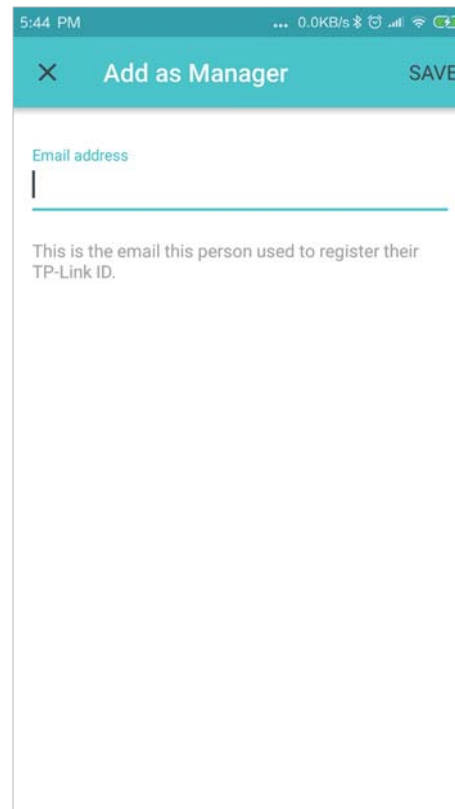 5:44 PM ... 0.0KB/s
Add as Manager SAVE
Email address
This is the email this person used to register their
TP-Link ID.